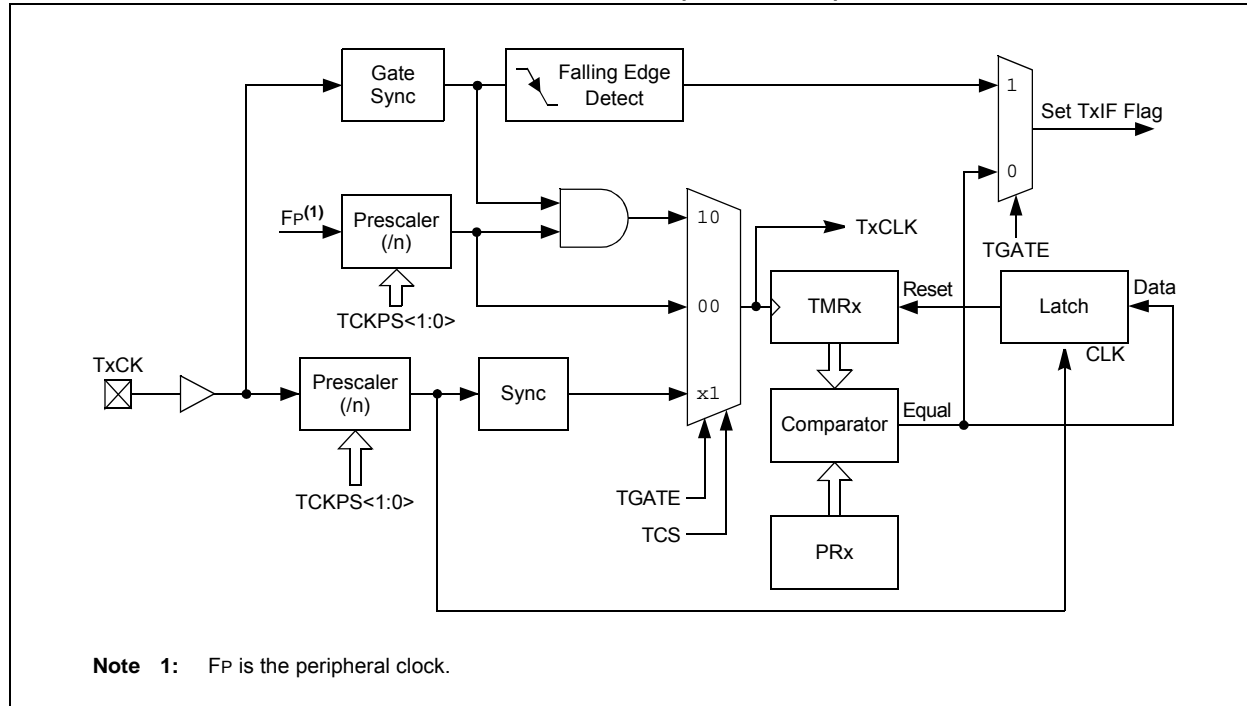 Gate
Sync
Falling Edge
Detect
1
Set TxIF Flag
0
TGATE
FP(1)
Prescaler
(/n)
TCKPS<1:0>
10
00
x1
TxCLK
TMRx
Reset
Latch
Data
CLK
TxCK
Prescaler
(/n)
TCKPS<1:0>
Sync
TGATE
TCS
Comparator
Equal
PRx
Note 1: FP is the peripheral clock.